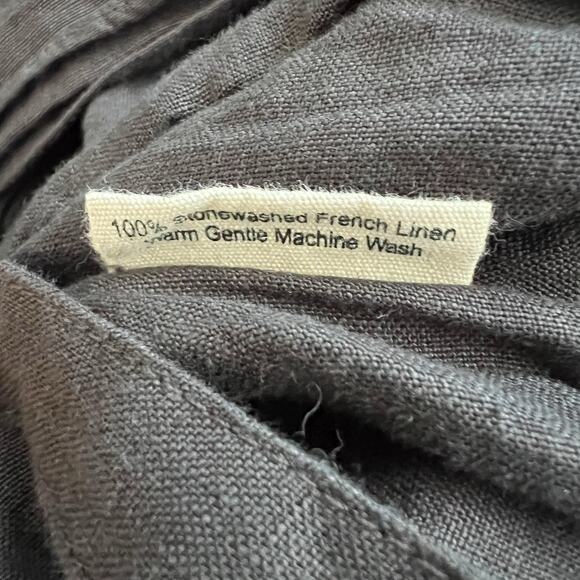 100% Stonewashed French Linen
Warm Gentle Machine Wash